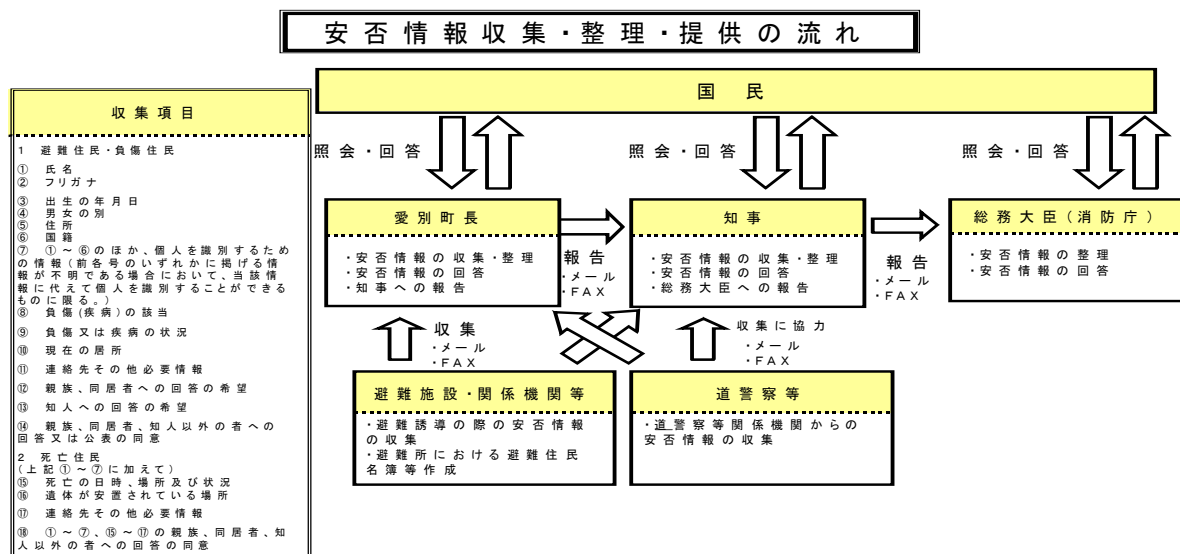 安否情報収集・整理・提供の流れ
収集項目
1 避難住民・負傷住民
① 氏名
② フリガナ
③ 出生の年月日
④ 男女の別
⑤ 住所
⑥ 国籍
⑦ ①～⑥のほか、個人を識別するため
の情報(前各号のいずれかに掲げる情
報が不明である場合において、当該情
報に代えて個人を識別することができる
ものに限る。)
⑧ 負傷(疾病)の該当
⑨ 負傷又は疾病の状況
⑩ 現在の居所
⑪ 連絡先その他必要情報
⑫ 親族、同居者への回答の希望
⑬ 知人への回答の希望
⑭ 親族、同居者、知人以外の者への
回答又は公表の同意
2 死亡住民
(上記①～⑦に加えて)
⑮ 死亡の日時、場所及び状況
⑯ 遺体が安置されている場所
⑰ 連絡先その他必要情報
⑱ ①～⑦、⑮～⑰の親族、同居者、知
人以外の者への回答の同意
国 民
照会・回答
照会・回答
照会・回答
愛別町長
・安否情報の収集・整理
・安否情報の回答
・知事への報告
報告
・メール
・FAX
知事
・安否情報の収集・整理
・安否情報の回答
・総務大臣への報告
報告
・メール
・FAX
総務大臣(消防庁)
・安否情報の整理
・安否情報の回答
収集
・メール
・FAX
収集に協力
・メール
・FAX
避難施設・関係機関等
・避難誘導の際の安否情報
の収集
・避難所における避難住民
名簿等作成
道警察等
・道警察等関係機関からの
安否情報の収集